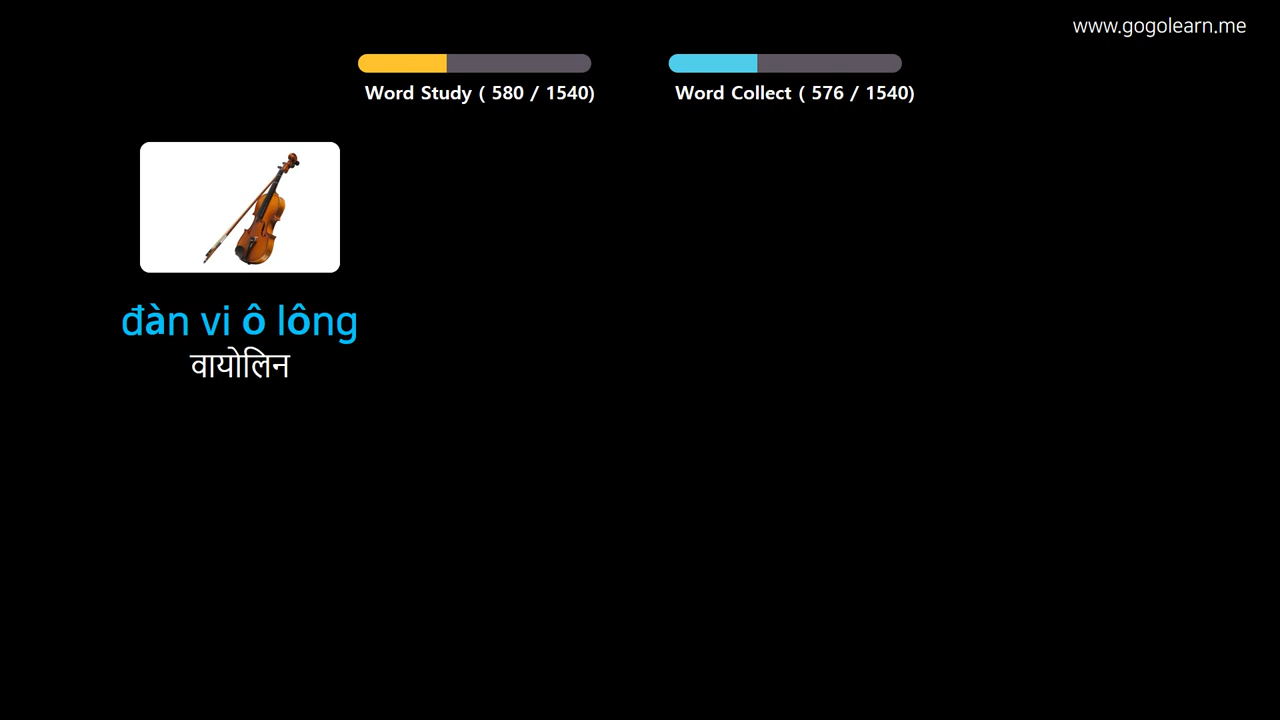 www.gogolearn.me
Word Study ( 580 / 1540)
Word Collect ( 576 / 1540)
đàn vi ô lông
वायोलिन